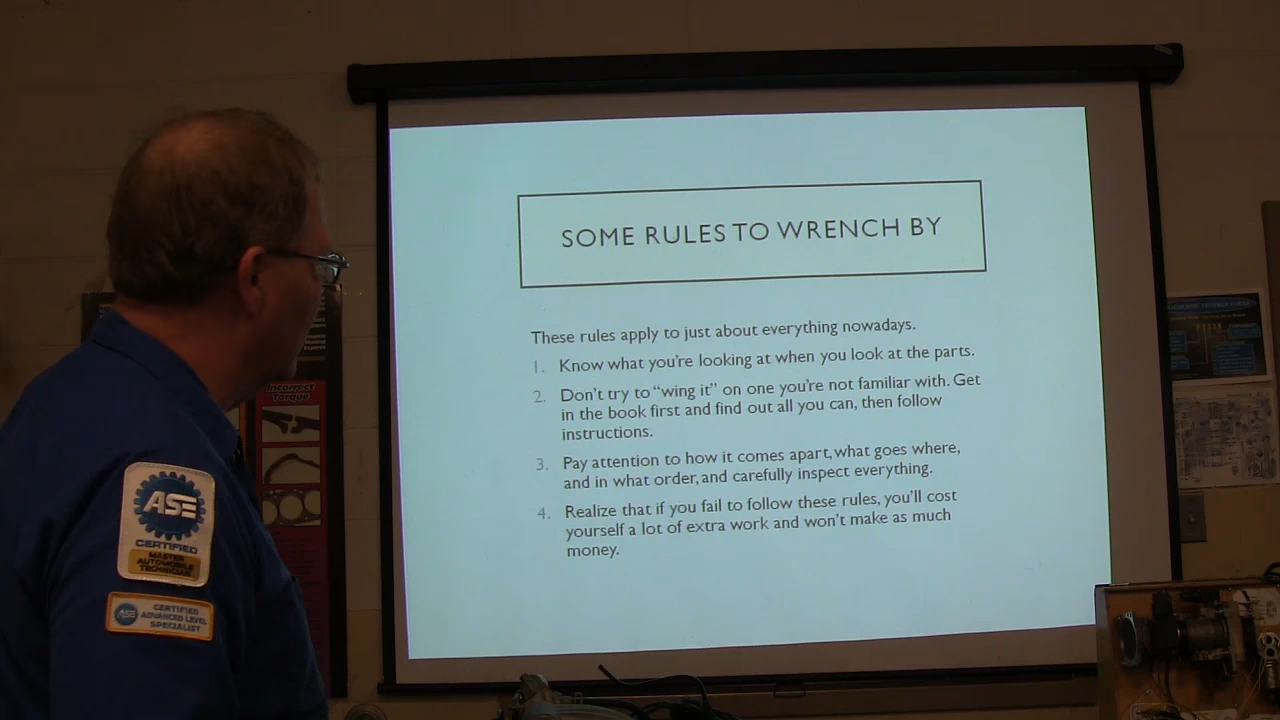 SOME RULES TO WRENCH BY
These rules apply to just about everything nowadays.
1. Know what you're looking at when you look at the parts.
2. Don't try to "wing it" on one you're not familiar with. Get
in the book first and find out all you can, then follow
instructions.
3. Pay attention to how it comes apart, what goes where,
and in what order, and carefully inspect everything.
4. Realize that if you fail to follow these rules, you'll cost
yourself a lot of extra work and won't make as much
money.
Incorrect
Torque
ASE
CERTIFIED
MASTER
AUTOMOBILE
TECHNICIAN
ASE
CERTIFIED
ADVANCED LEVEL
SPECIALIST